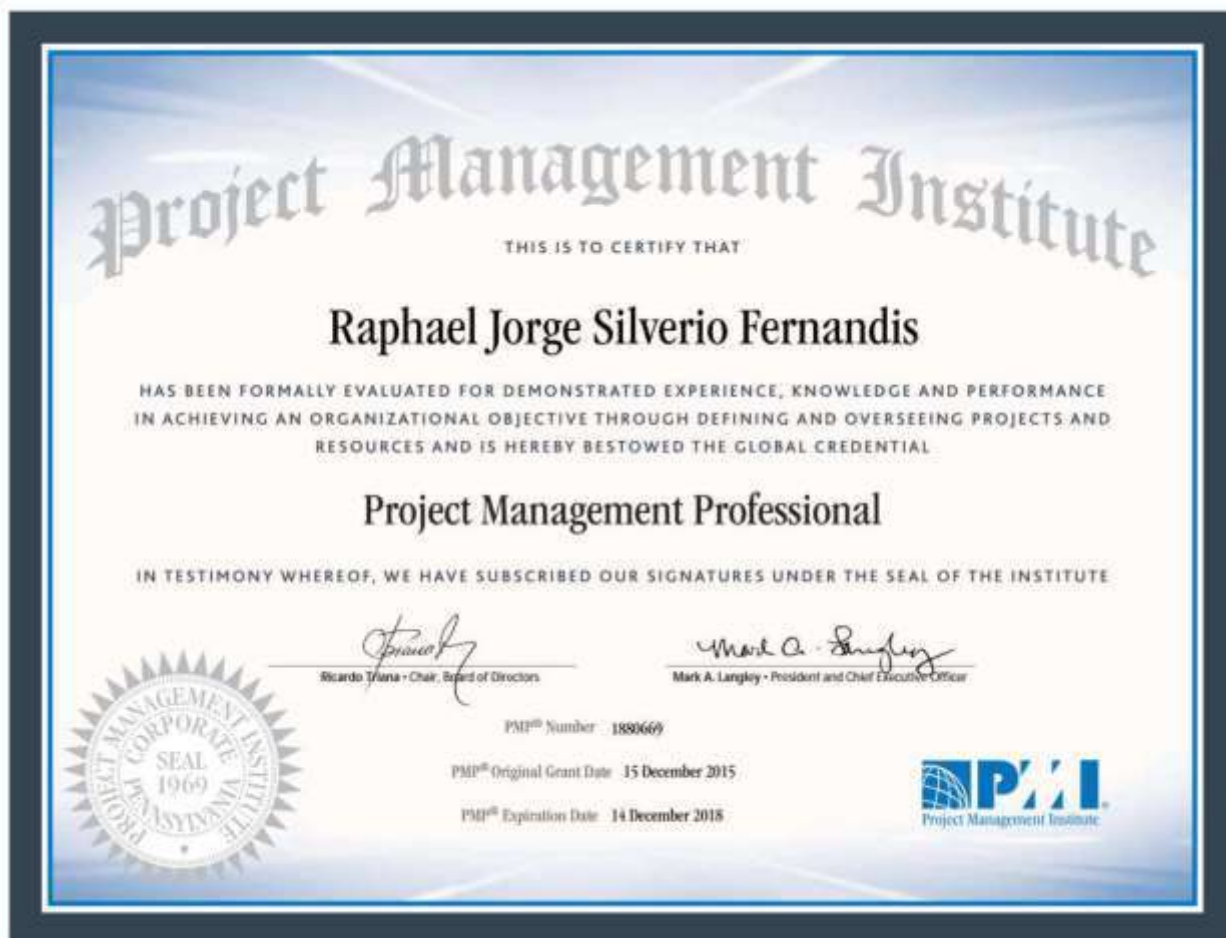 Project Management Institute
THIS IS TO CERTIFY THAT
Raphael Jorge Silverio Fernandis
HAS BEEN FORMALLY EVALUATED FOR DEMONSTRATED EXPERIENCE, KNOWLEDGE AND PERFORMANCE
IN ACHIEVING AN ORGANIZATIONAL OBJECTIVE THROUGH DEFINING AND OVERSEEING PROJECTS AND
RESOURCES AND IS HEREBY BESTOWED THE GLOBAL CREDENTIAL
Project Management Professional
IN TESTIMONY WHEREOF, WE HAVE SUBSCRIBED OUR SIGNATURES UNDER THE SEAL OF THE INSTITUTE
Mark A. Langley
Ricardo Triana • Chair, Board of Directors
Mark A. Langley • President and Chief Executive Officer
PROJECT MANAGEMENT INSTITUTE
CORPORATE
SEAL
1969
PENNSYLVANIA
PMP® Number 1880669
PMP® Original Grant Date 15 December 2015
PMP® Expiration Date 14 December 2018
PMI®
Project Management Institute